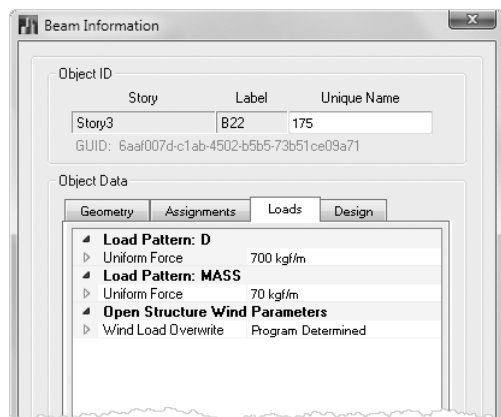 Beam Information
Object ID
Story Label Unique Name
Story3 B22 175
GUID: 6aaf007d-c1ab-4502-b5b5-73b51ce09a71
Object Data
Geometry Assignments Loads Design
Load Pattern: D
Uniform Force 700 kgf/m
Load Pattern: MASS
Uniform Force 70 kgf/m
Open Structure Wind Parameters
Wind Load Overwrite Program Determined